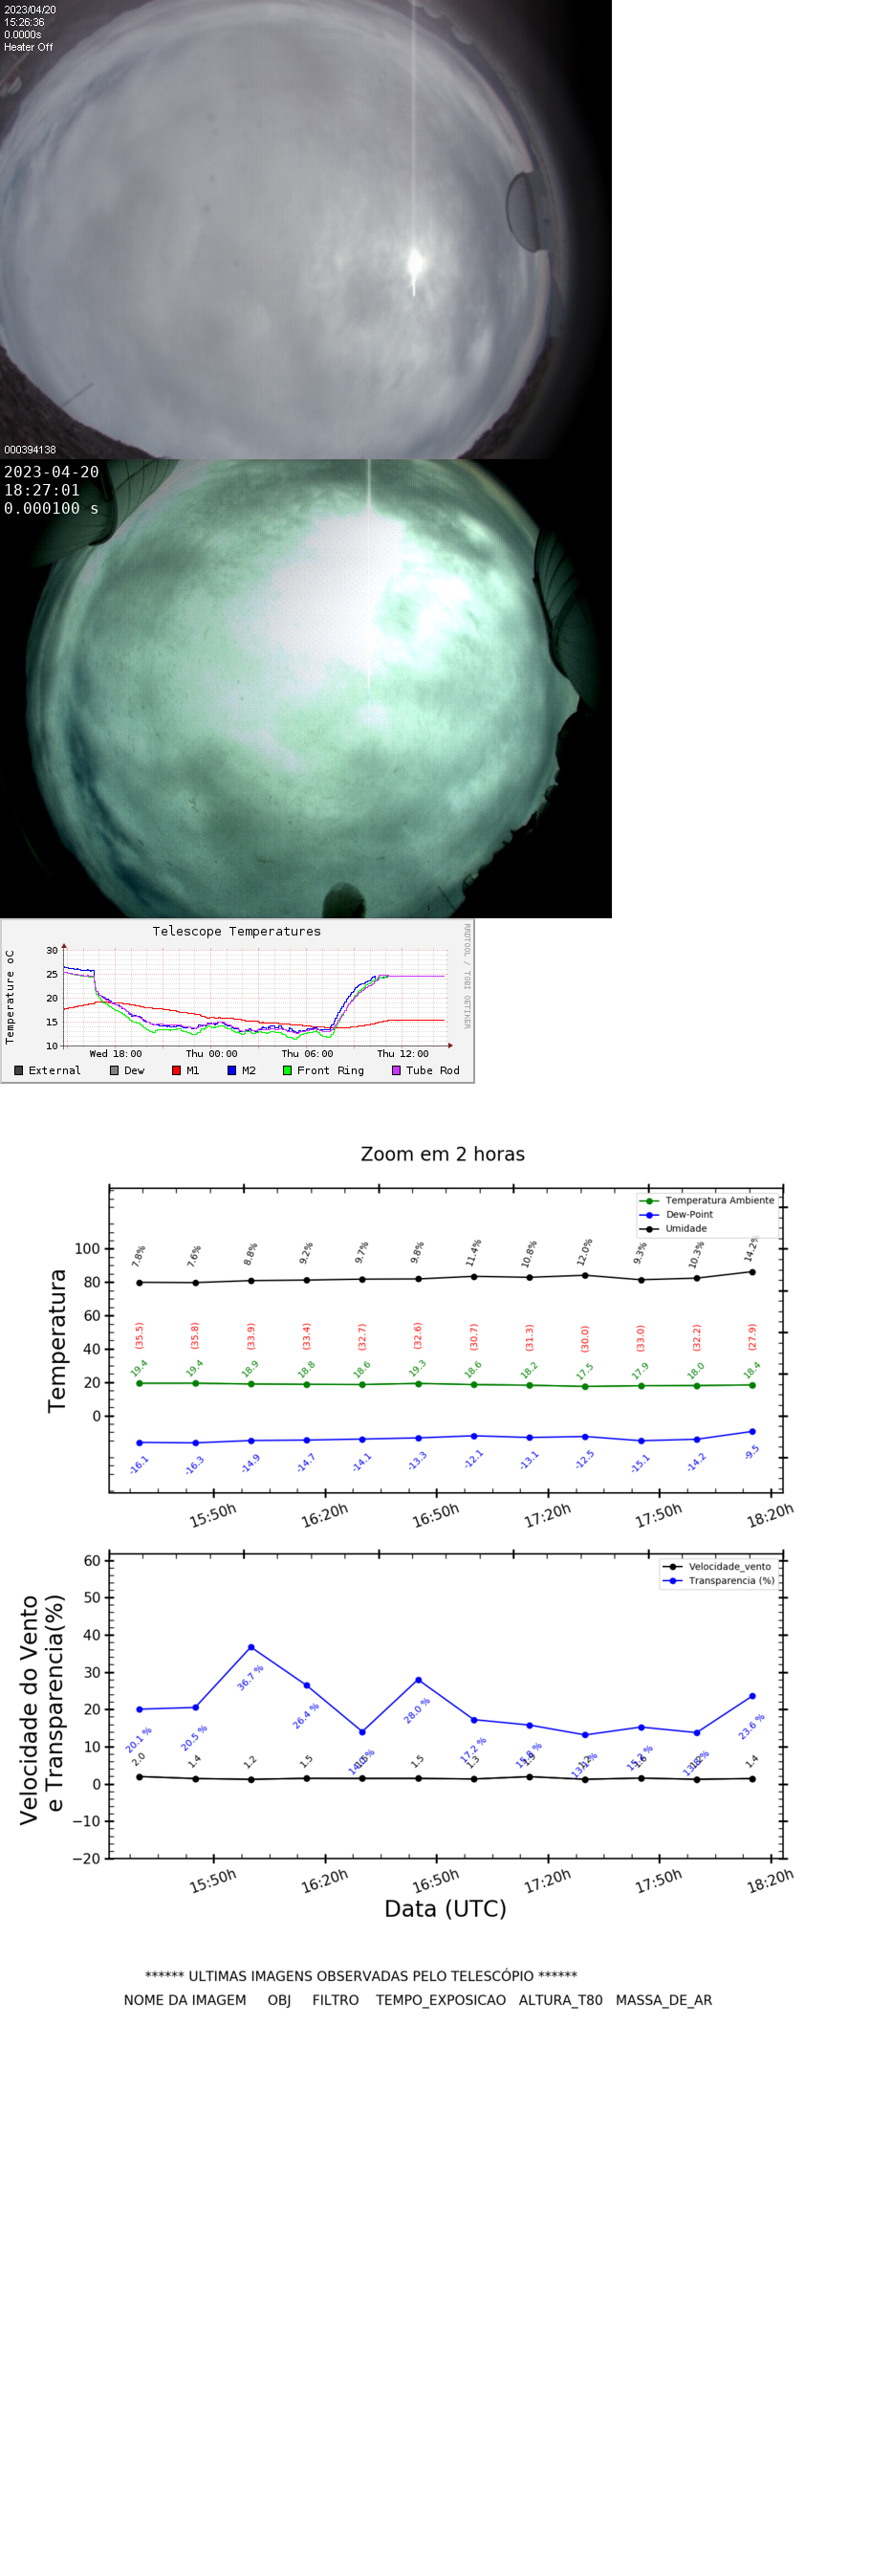 2023/04/20
15:26:36
0.0000s
Heater Off
000394138
2023-04-20
18:27:01
0.000100 s
Telescope Temperatures
RRDTOOL / TOBI OETIKER
Temperature oC
30
25
20
15
10
Wed 18:00 Thu 00:00 Thu 06:00 Thu 12:00
External Dew M1 M2 Front Ring Tube Rod
Zoom em 2 horas
Temperatura Ambiente
Dew-Point
Umidade
Temperatura
100
80
60
40
20
0
7.8% 7.6% 8.8% 9.2% 9.7% 9.8% 11.4% 10.8% 12.0% 9.3% 10.3% 14.2%
(35.5) (35.8) (33.9) (33.4) (32.7) (32.6) (30.7) (31.3) (30.0) (33.0) (32.2) (27.9)
19.4 19.4 18.9 18.8 18.6 19.3 18.6 18.2 17.5 17.9 18.0 18.4
-16.1 -16.3 -14.9 -14.7 -14.1 -13.3 -12.1 -13.1 -12.5 -15.1 -14.2 -9.5
15:50h 16:20h 16:50h 17:20h 17:50h 18:20h
Velocidade_vento
Transparencia (%)
Velocidade do Vento
e Transparencia(%)
60
50
40
30
20
10
0
−10
−20
20.1 % 20.5 % 36.7 % 26.4 % 28.0 % 17.2 % 23.6 %
2.0 1.4 1.2 1.5 1.5 1.3 1.4
15:50h 16:20h 16:50h 17:20h 17:50h 18:20h
Data (UTC)
****** ULTIMAS IMAGENS OBSERVADAS PELO TELESCÓPIO ******
NOME DA IMAGEM OBJ FILTRO TEMPO_EXPOSICAO ALTURA_T80 MASSA_DE_AR